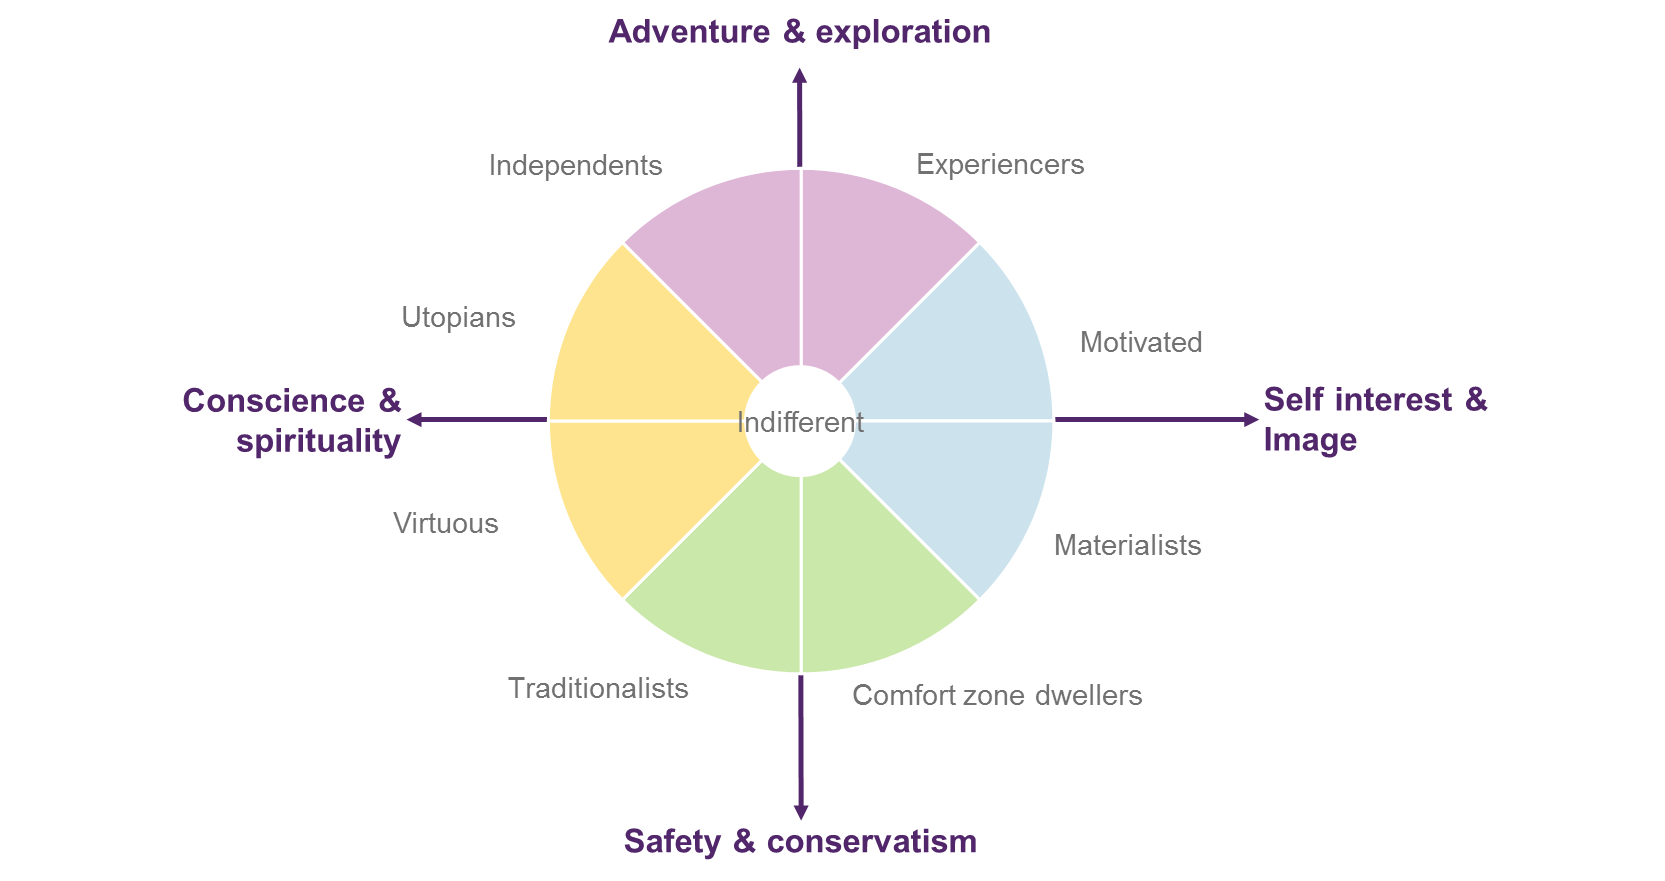 Adventure & exploration
Independents
Experiencers
Utopians
Motivated
Conscience &
spirituality
Indifferent
Self interest &
Image
Virtuous
Materialists
Traditionalists
Comfort zone dwellers
Safety & conservatism